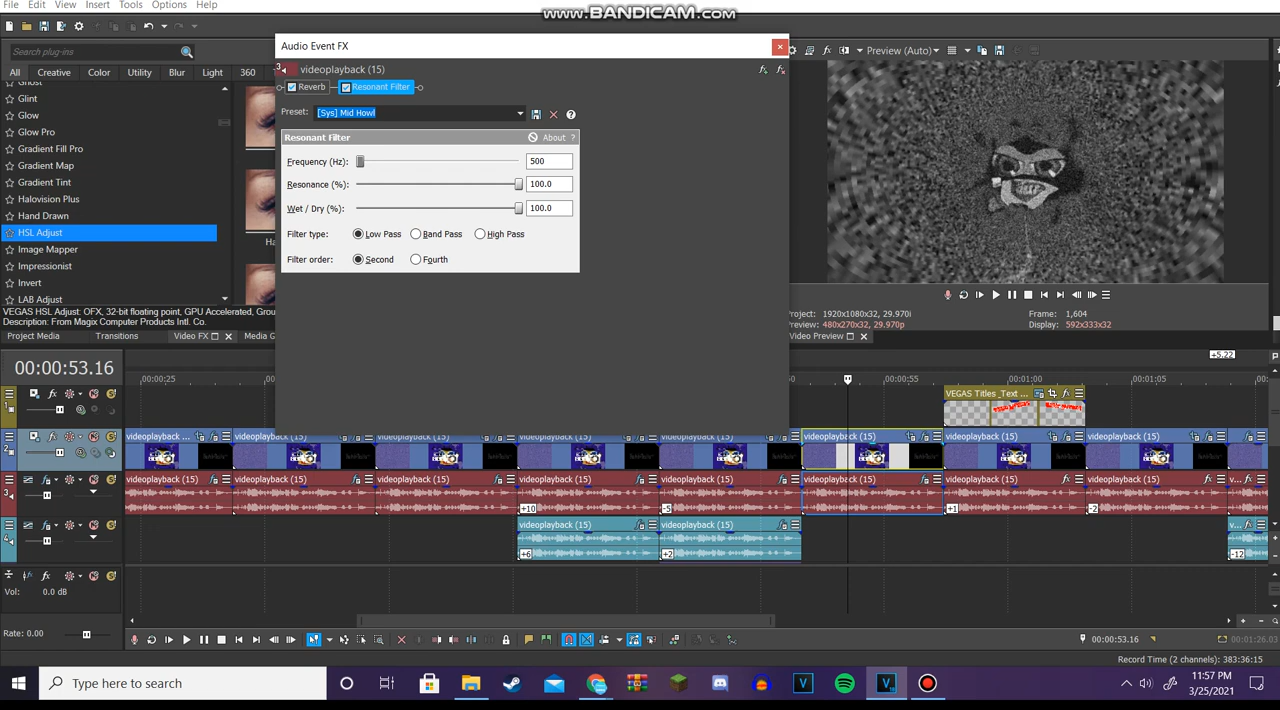 www.BANDICAM.com
File Edit View Insert Tools Options Help
Search plug-ins
All Creative Color Utility Blur Light 360
Ghost
Glint
Glow
Glow Pro
Gradient Fill Pro
Gradient Map
Gradient Tint
Halovision Plus
Hand Drawn
HSL Adjust
Image Mapper
Impressionist
Invert
LAB Adjust
VEGAS HSL Adjust: OFX, 32-bit floating point, GPU Accelerated, Grou
Description: From Magix Computer Products Intl. Co.
Project Media Transitions Video FX Media G
Audio Event FX
videoplayback (15)
Reverb Resonant Filter
Preset: [Sys] Mid Howl
Resonant Filter About ?
Frequency (Hz): 500
Resonance (%): 100.0
Wet / Dry (%): 100.0
Filter type: Low Pass Band Pass High Pass
Filter order: Second Fourth
Preview (Auto)
Project: 1920x1080x32, 29.970i
Preview: 480x270x32, 29.970p
Frame: 1,604
Display: 592x333x32
Video Preview
+5.22
00:00:53.16
00:00:25 00:00:55 00:01:00 00:01:05
VEGAS Titles _Text ...
videoplayback ... videoplayback (15) videoplayback (15) videoplayback (15) videoplayback (15) videoplayback (15) videoplayback (15) videoplayback (15)
videoplayback (15) videoplayback (15) videoplayback (15) videoplayback (15) videoplayback (15) videoplayback (15) videoplayback (15) videoplayback (15) v...
+10 -5 +1 -2
videoplayback (15) videoplayback (15) v...
+6 +2 -12
Vol: 0.0 dB
Rate: 0.00
00:00:53.16 00:01:26.03
Record Time (2 channels): 383:36:15
Type here to search
11:57 PM
3/25/2021